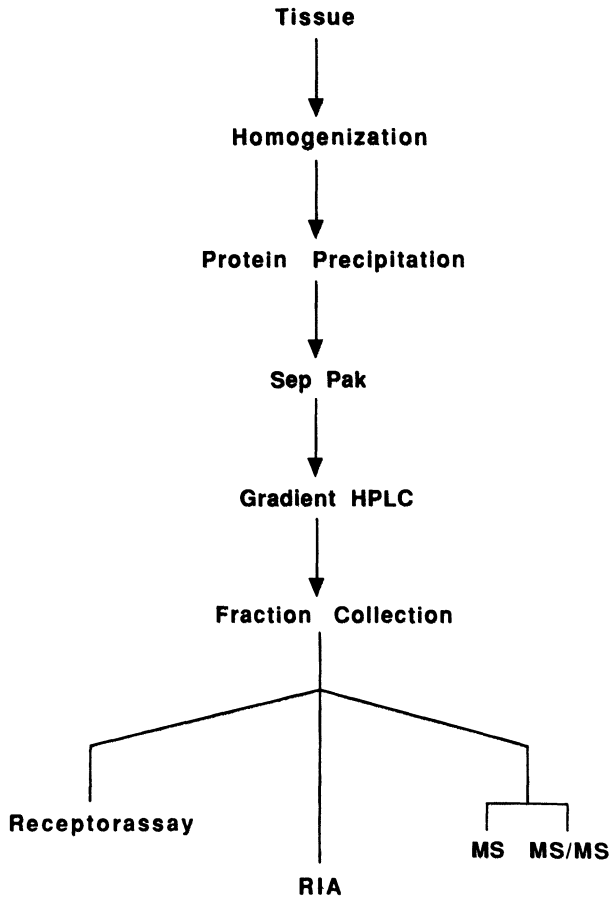 Tissue
Homogenization
Protein Precipitation
Sep Pak
Gradient HPLC
Fraction Collection
Receptorassay
MS MS/MS
RIA